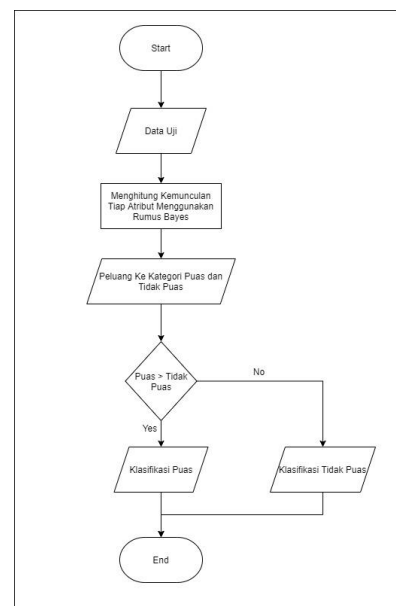 Start
Data Uji
Menghitung Kemunculan
Tiap Atribut Menggunakan
Rumus Bayes
Peluang Ke Kategori Puas dan
Tidak Puas
Puas > Tidak
Puas
No
Yes
Klasifikasi Puas
Klasifikasi Tidak Puas
End